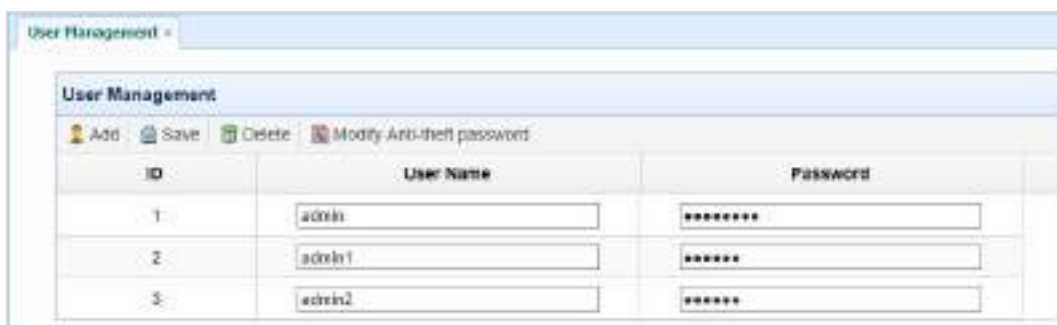 User Management ×
User Management
Add Save Delete Modify Anti-theft password
ID User Name Password
1 admin ••••••••
2 admin1 ••••••
3 admin2 ••••••